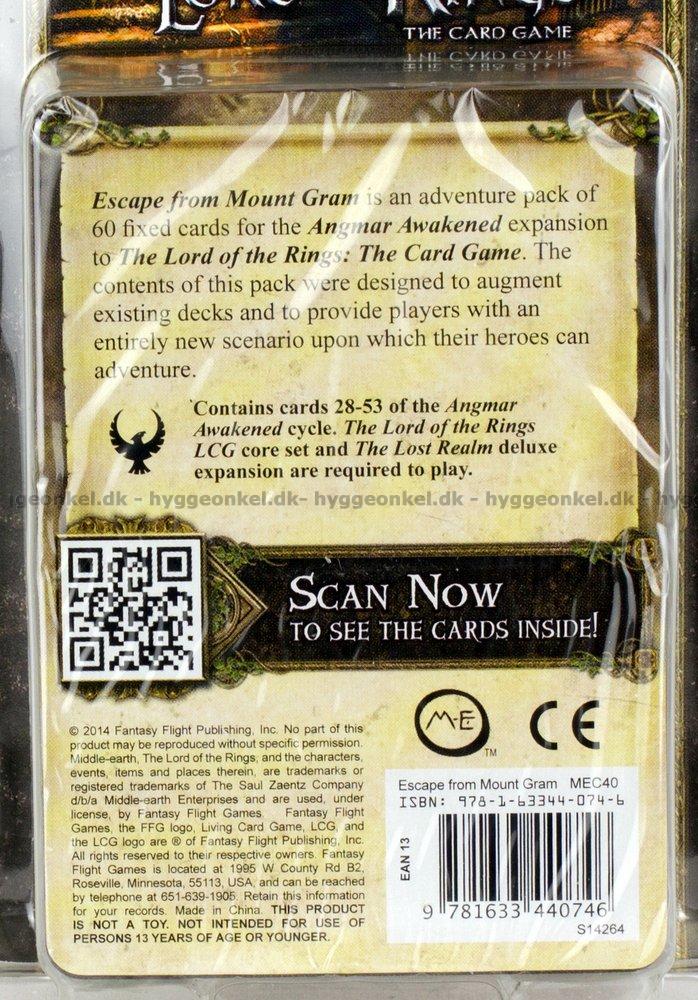 Lord of the Rings
THE CARD GAME
Escape from Mount Gram is an adventure pack of
60 fixed cards for the Angmar Awakened expansion
to The Lord of the Rings: The Card Game. The
contents of this pack were designed to augment
existing decks and to provide players with an
entirely new scenario upon which their heroes can
adventure.
Contains cards 28-53 of the Angmar
Awakened cycle. The Lord of the Rings
LCG core set and The Lost Realm deluxe
expansion are required to play.
igeonkel.dk - hyggeonkel.dk- hyggeonkel.dk - hyggeonkel.dk - hygg
SCAN NOW
TO SEE THE CARDS INSIDE!
M-E
TM
CE
© 2014 Fantasy Flight Publishing, Inc. No part of this
product may be reproduced without specific permission.
Middle-earth, The Lord of the Rings, and the characters,
events, items and places therein, are trademarks or
registered trademarks of The Saul Zaentz Company
d/b/a Middle-earth Enterprises and are used, under
license, by Fantasy Flight Games. Fantasy Flight
Games, the FFG logo, Living Card Game, LCG, and
the LCG logo are ® of Fantasy Flight Publishing, Inc.
All rights reserved to their respective owners. Fantasy
Flight Games is located at 1995 W County Rd B2,
Roseville, Minnesota, 55113, USA, and can be reached
by telephone at 651-639-1905. Retain this information
for your records. Made in China. THIS PRODUCT
IS NOT A TOY. NOT INTENDED FOR USE OF
PERSONS 13 YEARS OF AGE OR YOUNGER.
Escape from Mount Gram MEC40
ISBN: 978-1-63344-074-6
EAN 13
9 781633 440746
S14264